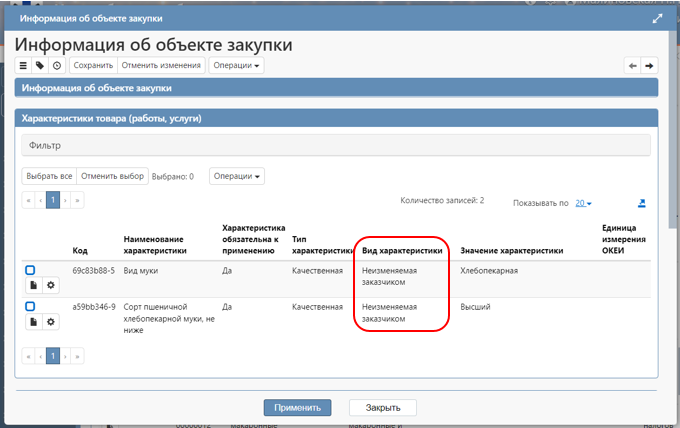 Информация об объекте закупки
Информация об объекте закупки
Сохранить Отменить изменения Операции
Информация об объекте закупки
Характеристики товара (работы, услуги)
Фильтр
Выбрать все Отменить выбор Выбрано: 0 Операции
« ‹ 1 › » Количество записей: 2 Показывать по 20
Характеристика Единица
Наименование обязательна к Тип измерения
Код характеристики применению характеристики Вид характеристики Значение характеристики ОКЕИ
69c83b88-5 Вид муки Да Качественная Неизменяемая Хлебопекарная
заказчиком
a59bb346-9 Сорт пшеничной Да Качественная Неизменяемая Высший
хлебопекарной муки, не заказчиком
ниже
« ‹ 1 › »
Применить Закрыть